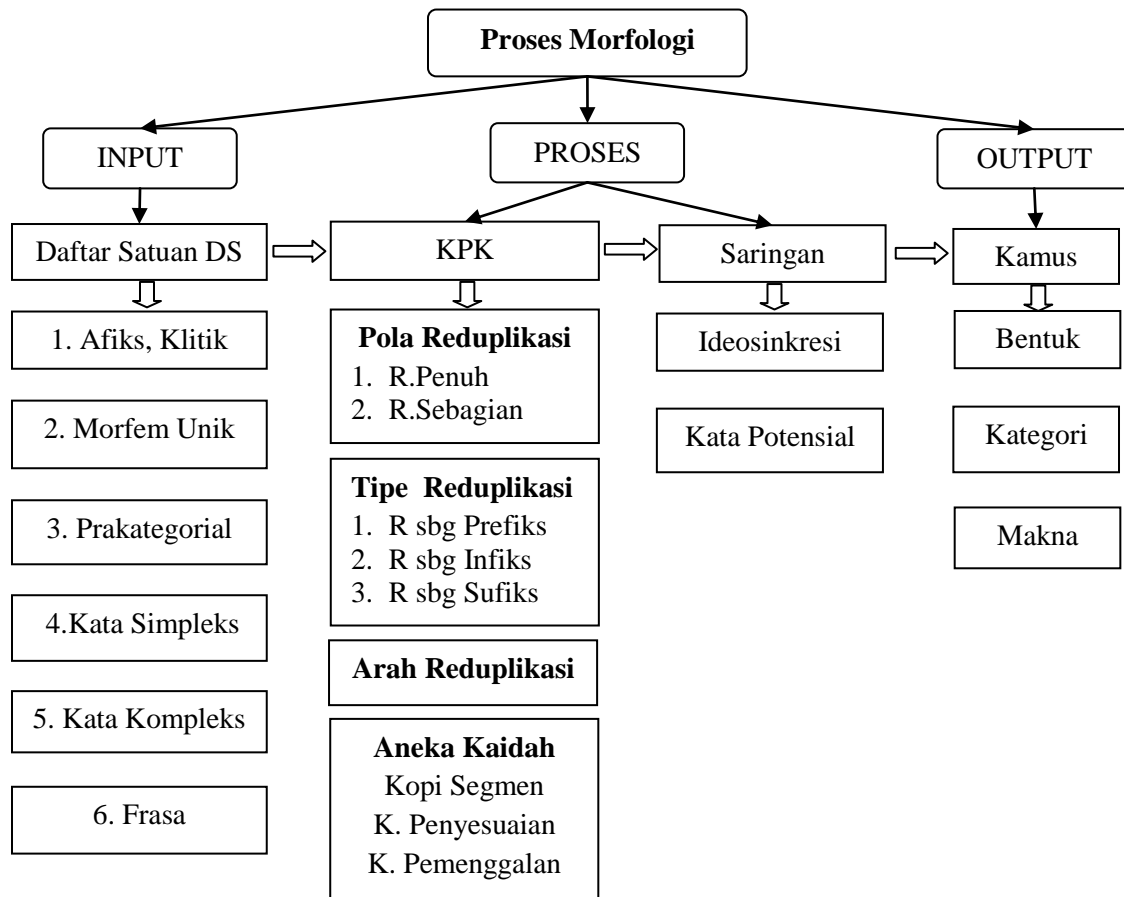 Proses Morfologi
INPUT
PROSES
OUTPUT
Daftar Satuan DS
KPK
Saringan
Kamus
1. Afiks, Klitik
2. Morfem Unik
3. Prakategorial
4.Kata Simpleks
5. Kata Kompleks
6. Frasa
Pola Reduplikasi
1. R.Penuh
2. R.Sebagian
Tipe Reduplikasi
1. R sbg Prefiks
2. R sbg Infiks
3. R sbg Sufiks
Arah Reduplikasi
Aneka Kaidah
Kopi Segmen
K. Penyesuaian
K. Pemenggalan
Ideosinkresi
Kata Potensial
Bentuk
Kategori
Makna